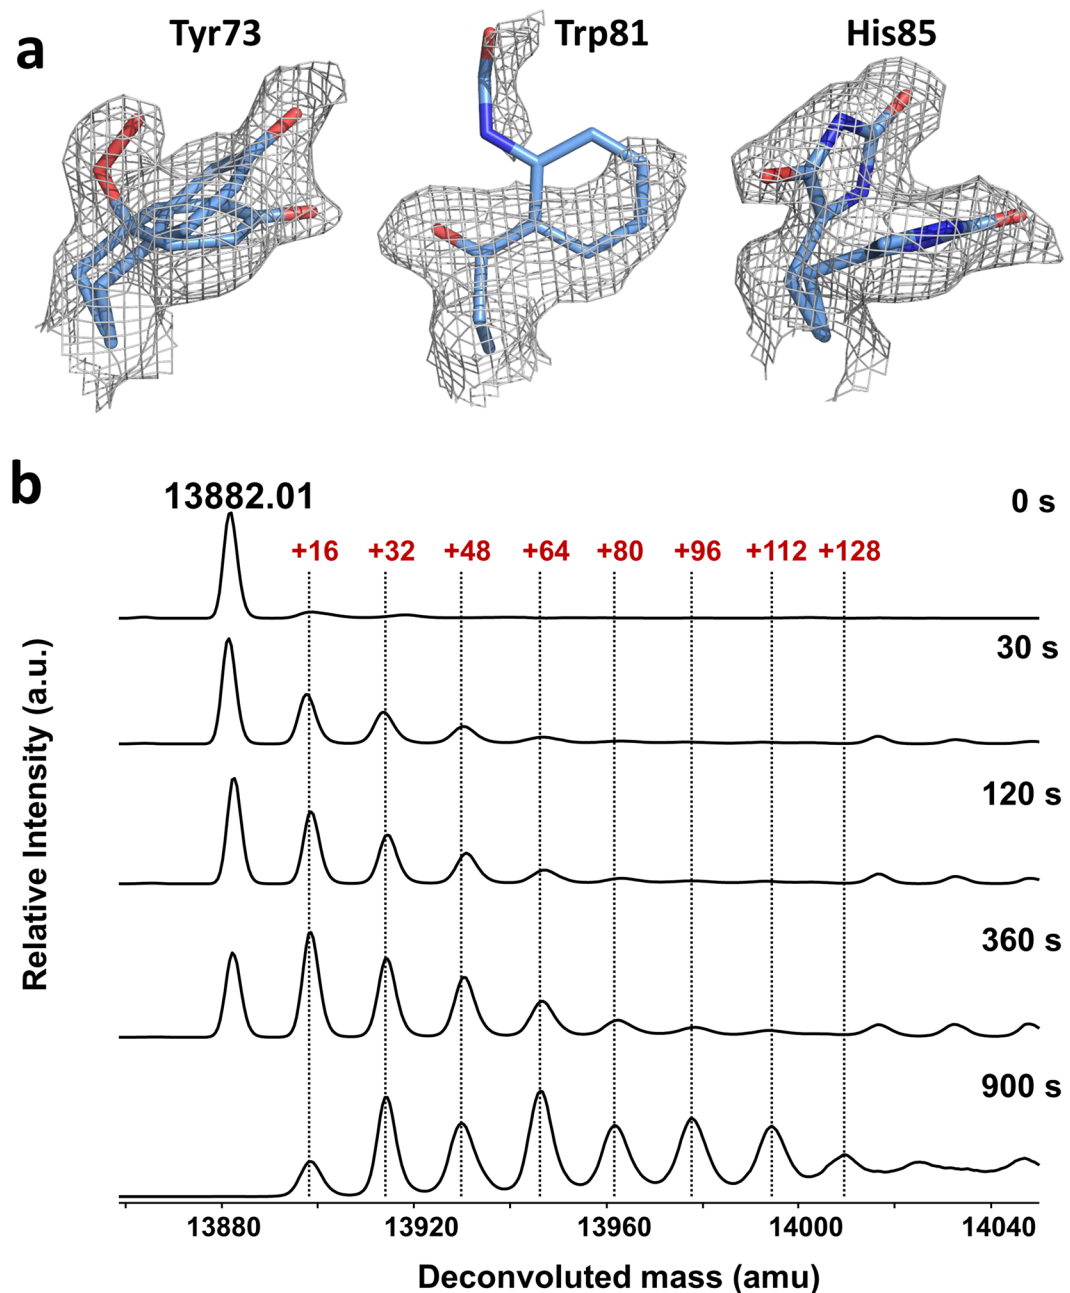 a
Tyr73 Trp81 His85
b
13882.01
0 s
+16 +32 +48 +64 +80 +96 +112 +128
30 s
120 s
360 s
900 s
Relative Intensity (a.u.)
13880 13920 13960 14000 14040
Deconvoluted mass (amu)